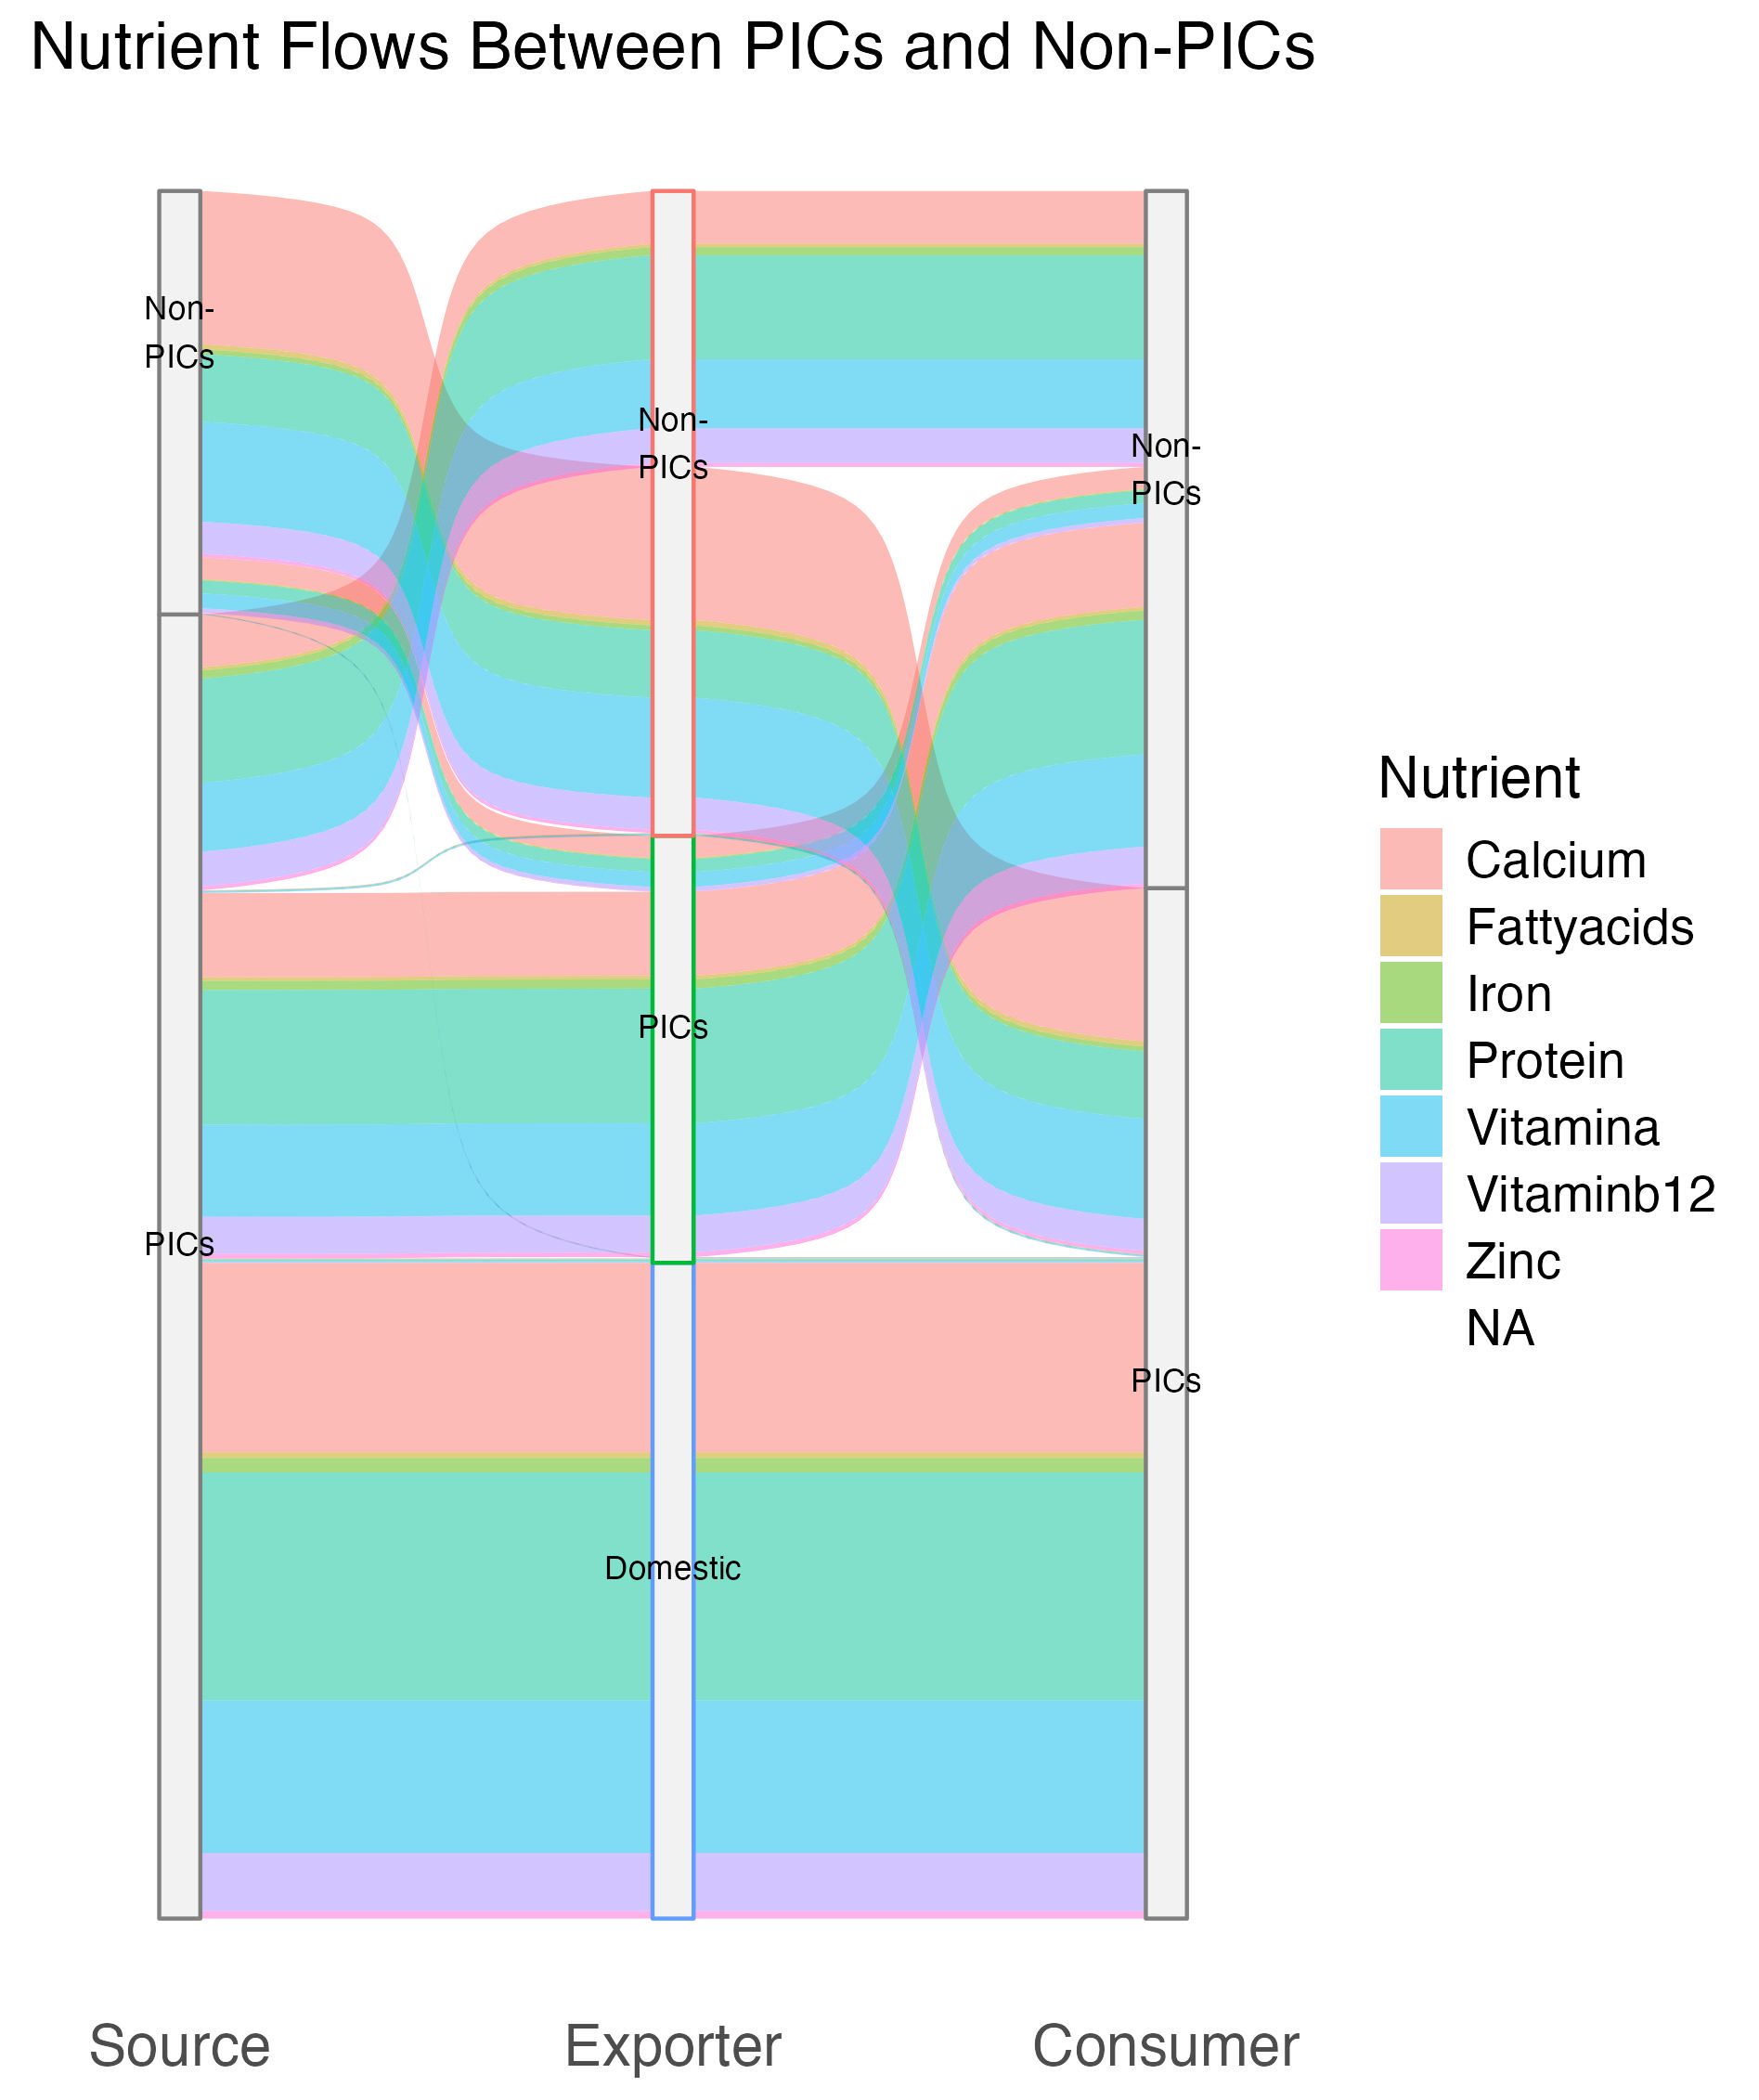 Nutrient Flows Between PICs and Non-PICs
Non-
PICs
PICs
Non-
PICs
PICs
Domestic
Non-
PICs
PICs
Source
Exporter
Consumer
Nutrient
Calcium
Fattyacids
Iron
Protein
Vitamina
Vitaminb12
Zinc
NA